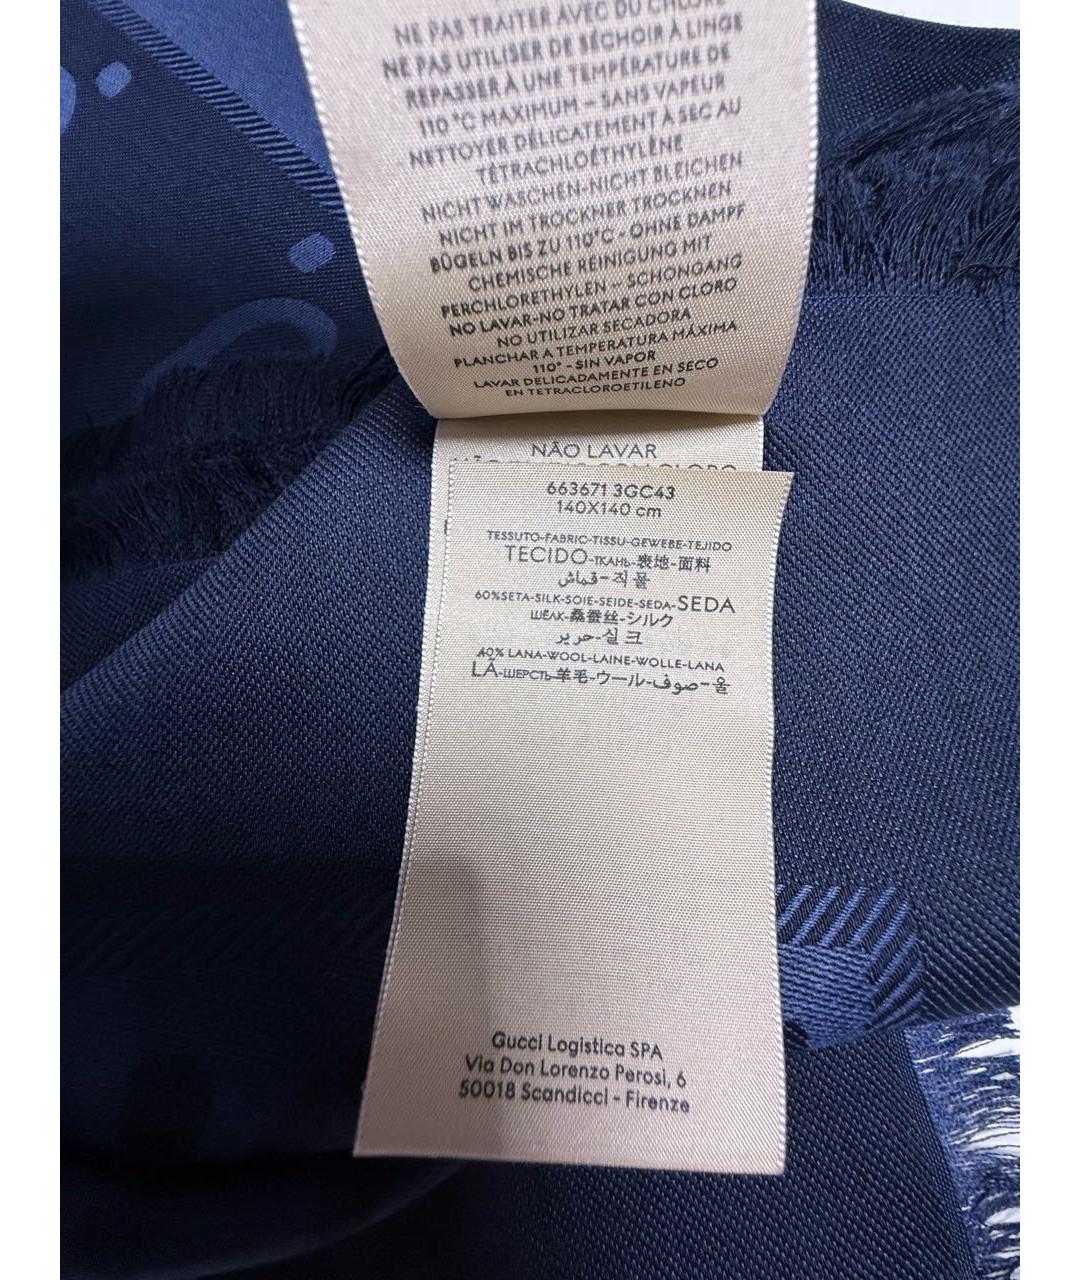 NE PAS TRAITER AVEC DU CHLORE
NE PAS UTILISER DE SÉCHOIR À LINGE
REPASSER À UNE TEMPÉRATURE DE
110 °C MAXIMUM – SANS VAPEUR
NETTOYER DÉLICATEMENT À SEC AU
TÉTRACHLOÉTHYLÈNE
NICHT WASCHEN-NICHT BLEICHEN
NICHT IM TROCKNER TROCKNEN
BÜGELN BIS ZU 110°C - OHNE DAMPF
CHEMISCHE REINIGUNG MIT
PERCHLORETHYLEN – SCHONGANG
NO LAVAR-NO TRATAR CON CLORO
NO UTILIZAR SECADORA
PLANCHAR A TEMPERATURA MÁXIMA
110° - SIN VAPOR
LAVAR DELICADAMENTE EN SECO
EN TETRACLOROETILENO
NÃO LAVAR
663671 3GC43
140X140 cm
TESSUTO-FABRIC-TISSU-GEWEBE-TEJIDO
TECIDO-ТКАНЬ-表地-面料
قماش-직물
60%SETA-SILK-SOIE-SEIDE-SEDA-SEDA
ШЕЛК-桑蚕丝-シルク
حرير-실크
40% LANA-WOOL-LAINE-WOLLE-LANA
LÃ-ШЕРСТЬ-羊毛-ウール-صوف-울
Gucci Logistica SPA
Via Don Lorenzo Perosi, 6
50018 Scandicci - Firenze